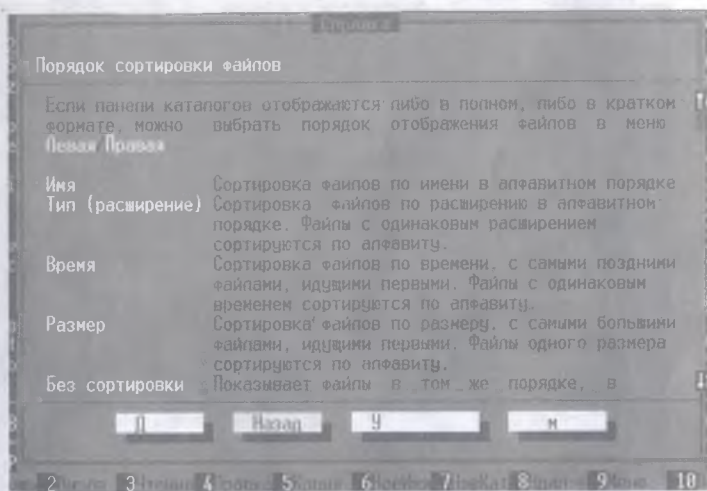 Справка
Порядок сортировки файлов
Если панели каталогов отображаются либо в полном, либо в кратком
формате, можно выбрать порядок отображения файлов в меню
Левая/Правая
Имя Сортировка файлов по имени в алфавитном порядке
Тип (расширение) Сортировка файлов по расширению в алфавитном
порядке. Файлы с одинаковым расширением
сортируются по алфавиту.
Время Сортировка файлов по времени, с самыми поздними
файлами, идущими первыми. Файлы с одинаковым
временем сортируются по алфавиту.
Размер Сортировка файлов по размеру, с самыми большими
файлами, идущими первыми. Файлы одного размера
сортируются по алфавиту.
Без сортировки Показывает файлы в том же порядке, в
Д Назад У м
2 3 Чтение 4 Правка 5 Копия 6 7 8 9 10